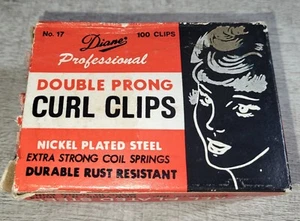 No. 17 Diane 100 CLIPS
Professional
DOUBLE PRONG
CURL CLIPS
NICKEL PLATED STEEL
EXTRA STRONG COIL SPRINGS
DURABLE RUST RESISTANT